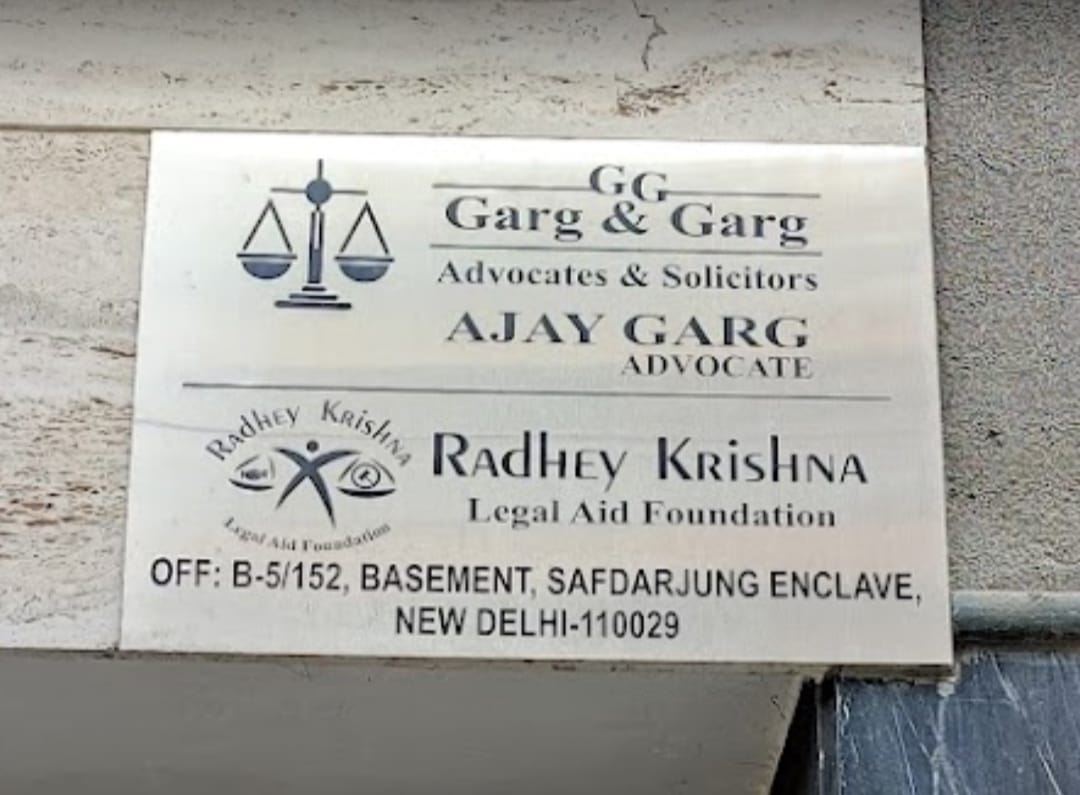 GG
Garg & Garg
Advocates & Solicitors
AJAY GARG
ADVOCATE
Radhey Krishna
Legal Aid Foundation
Radhey Krishna
Legal Aid Foundation
OFF: B-5/152, BASEMENT, SAFDARJUNG ENCLAVE,
NEW DELHI-110029